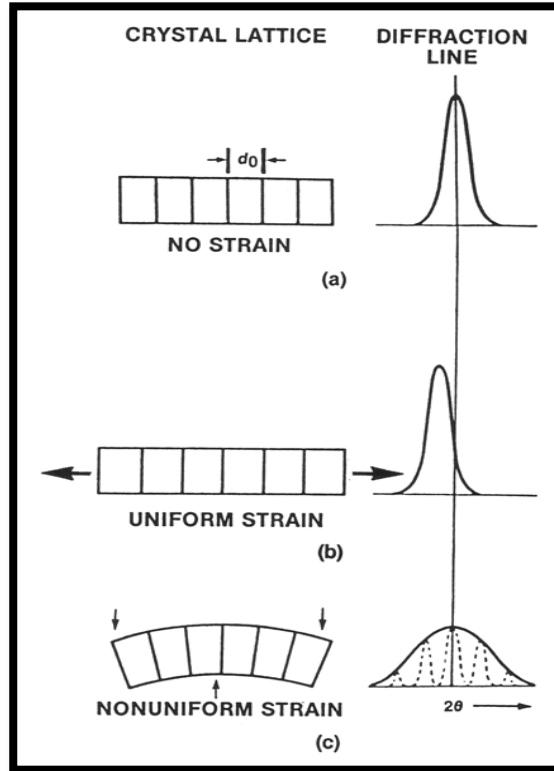 CRYSTAL LATTICE
DIFFRACTION
LINE
d0
NO STRAIN
(a)
UNIFORM STRAIN
(b)
NONUNIFORM STRAIN
2θ
(c)